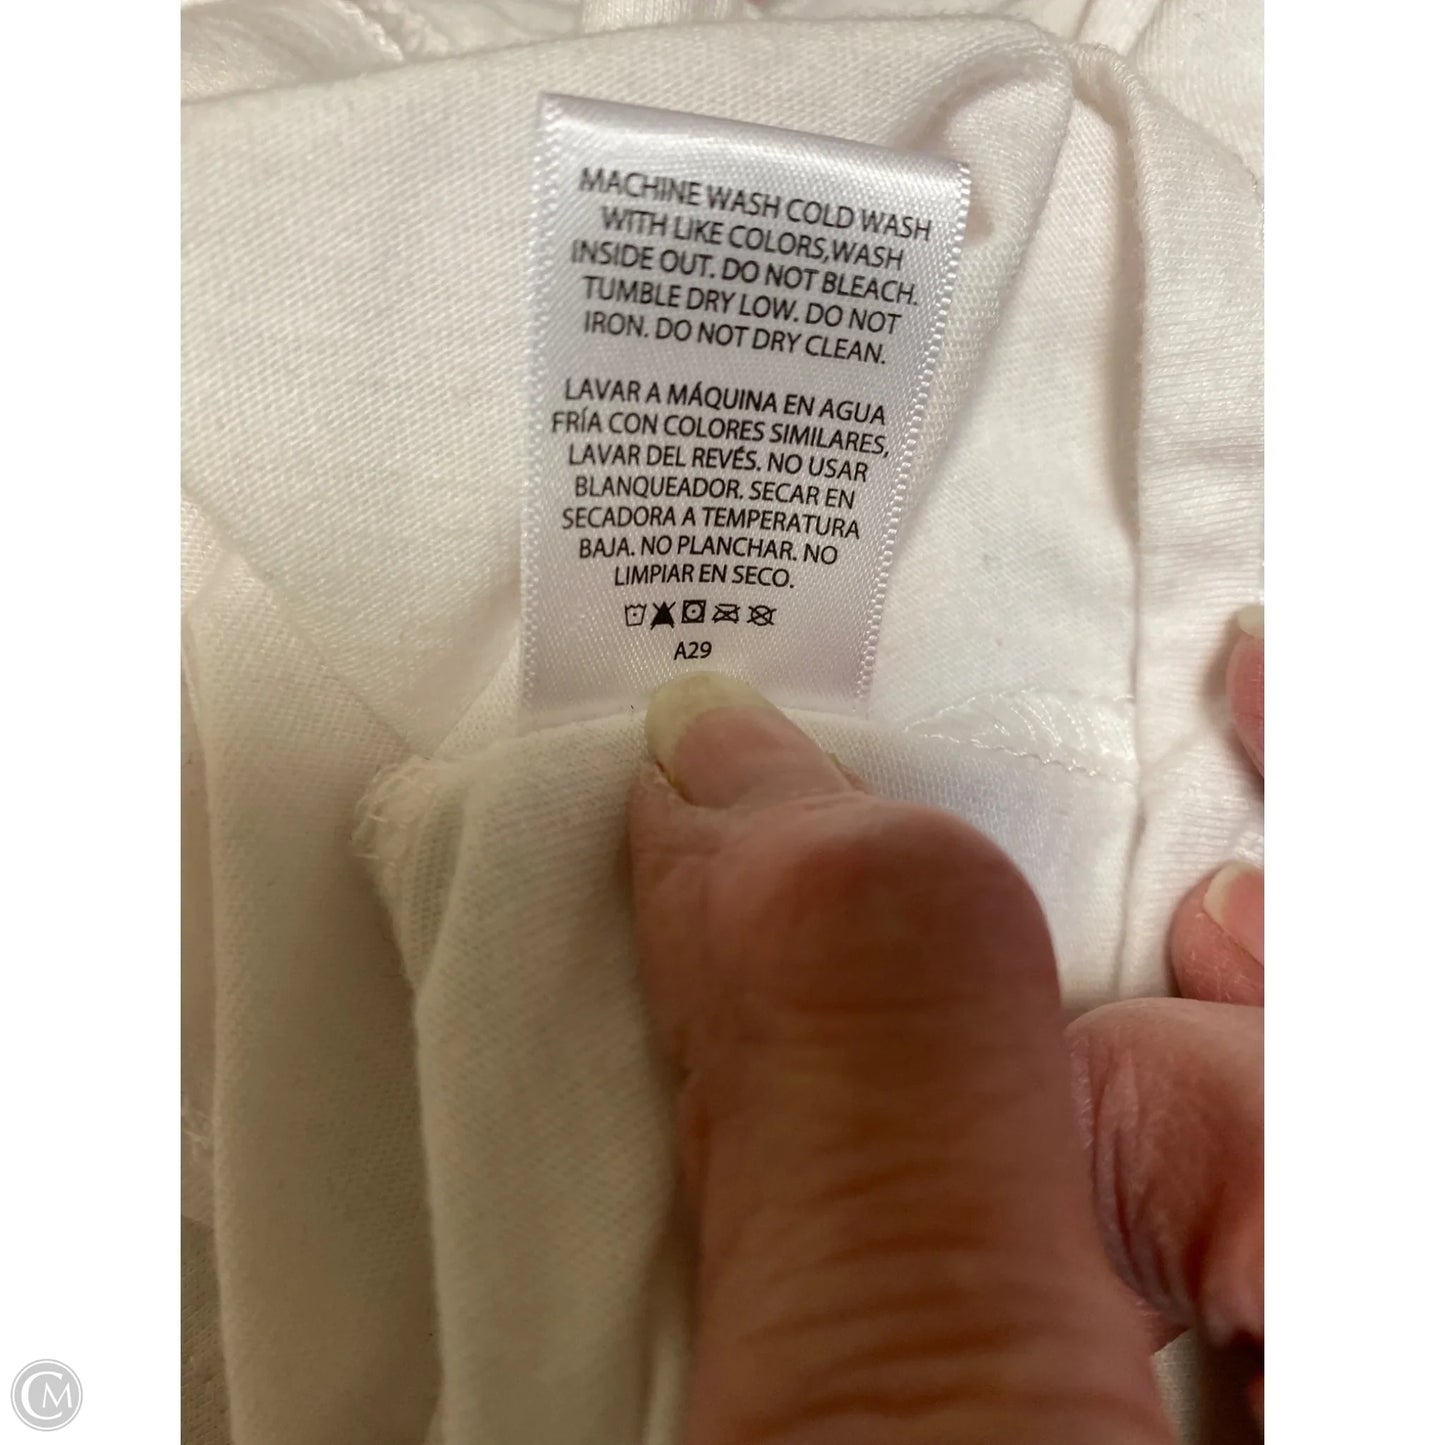 MACHINE WASH COLD WASH
WITH LIKE COLORS,WASH
INSIDE OUT. DO NOT BLEACH.
TUMBLE DRY LOW. DO NOT
IRON. DO NOT DRY CLEAN.
LAVAR A MÁQUINA EN AGUA
FRÍA CON COLORES SIMILARES,
LAVAR DEL REVÉS. NO USAR
BLANQUEADOR. SECAR EN
SECADORA A TEMPERATURA
BAJA. NO PLANCHAR. NO
LIMPIAR EN SECO.
A29
CM